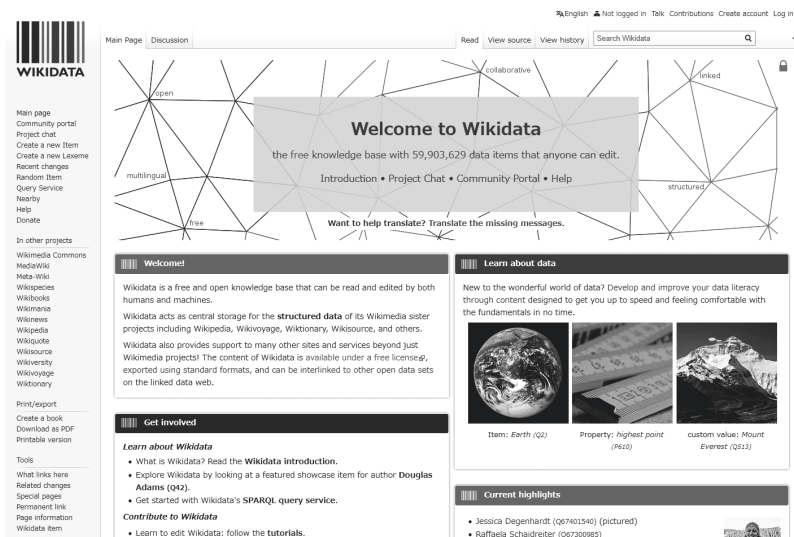 English Not logged in Talk Contributions Create account Log in
Main Page Discussion Read View source View history Search Wikidata
WIKIDATA
Main page
Community portal
Project chat
Create a new Item
Create a new Lexeme
Recent changes
Random Item
Query Service
Nearby
Help
Donate
In other projects
Wikimedia Commons
MediaWiki
Meta-Wiki
Wikispecies
Wikibooks
Wikimania
Wikinews
Wikipedia
Wikiquote
Wikisource
Wikiversity
Wikivoyage
Wiktionary
Print/export
Create a book
Download as PDF
Printable version
Tools
What links here
Related changes
Special pages
Permanent link
Page information
Wikidata item
open
collaborative
linked
multilingual
structured
free
Welcome to Wikidata
the free knowledge base with 59,903,629 data items that anyone can edit.
Introduction • Project Chat • Community Portal • Help
Want to help translate? Translate the missing messages.
Welcome!
Wikidata is a free and open knowledge base that can be read and edited by both
humans and machines.
Wikidata acts as central storage for the structured data of its Wikimedia sister
projects including Wikipedia, Wikivoyage, Wiktionary, Wikisource, and others.
Wikidata also provides support to many other sites and services beyond just
Wikimedia projects! The content of Wikidata is available under a free license,
exported using standard formats, and can be interlinked to other open data sets
on the linked data web.
Get involved
Learn about Wikidata
• What is Wikidata? Read the Wikidata introduction.
• Explore Wikidata by looking at a featured showcase item for author Douglas
Adams (Q42).
• Get started with Wikidata's SPARQL query service.
Contribute to Wikidata
• Learn to edit Wikidata: follow the tutorials.
Learn about data
New to the wonderful world of data? Develop and improve your data literacy
through content designed to get you up to speed and feeling comfortable with
the fundamentals in no time.
Item: Earth (Q2)
Property: highest point
(P610)
custom value: Mount
Everest (Q513)
Current highlights
• Jessica Degenhardt (Q67401540) (pictured)
• Raffaela Schaidreiter (Q67300985)